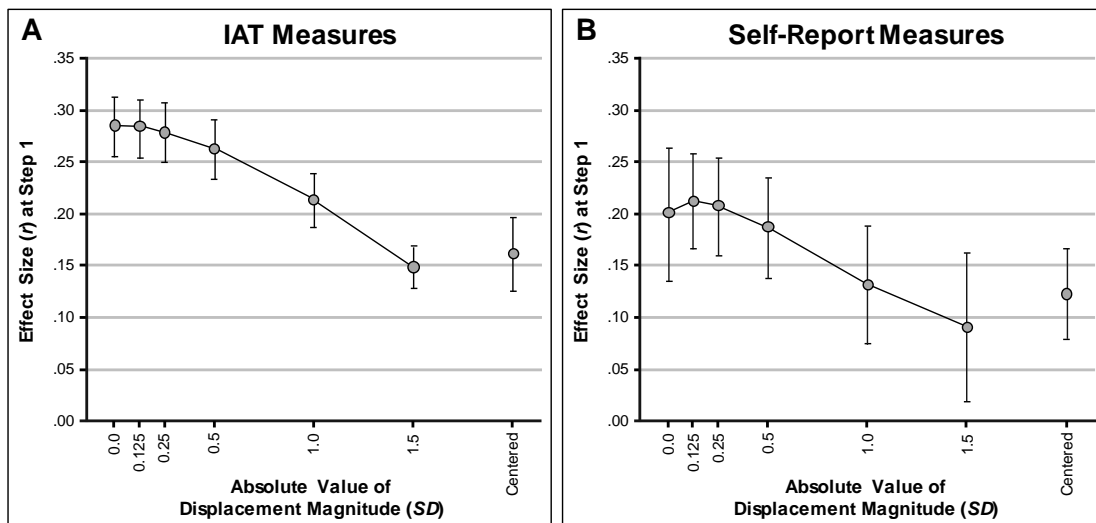 A
IAT Measures
Effect Size (r) at Step 1
.35
.30
.25
.20
.15
.10
.05
.00
0.0
0.125
0.25
0.5
1.0
1.5
Centered
Absolute Value of
Displacement Magnitude (SD)
B
Self-Report Measures
Effect Size (r) at Step 1
.35
.30
.25
.20
.15
.10
.05
.00
0.0
0.125
0.25
0.5
1.0
1.5
Centered
Absolute Value of
Displacement Magnitude (SD)